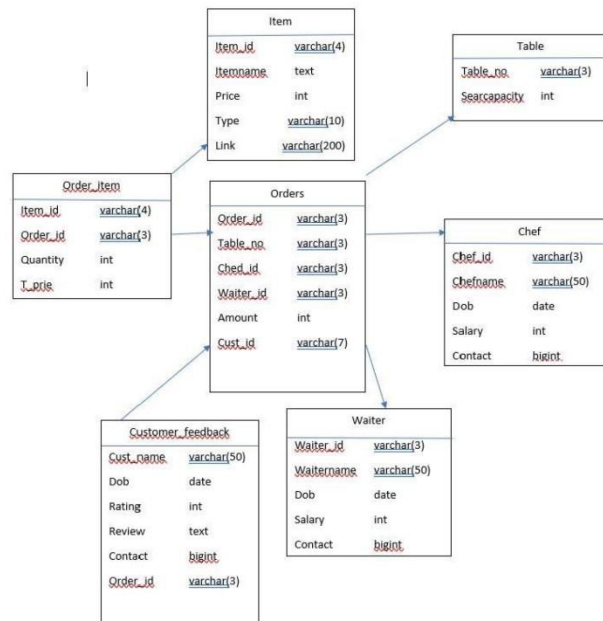 Item
Item_id varchar(4)
Itemname text
Price int
Type varchar(10)
Link varchar(200)
Table
Table_no varchar(3)
Searcapacity int
Order_item
Item_id varchar(4)
Order_id varchar(3)
Quantity int
T_prie int
Orders
Order_id varchar(3)
Table_no varchar(3)
Ched_id varchar(3)
Waiter_id varchar(3)
Amount int
Cust_id varchar(7)
Chef
Chef_id varchar(3)
Chefname varchar(50)
Dob date
Salary int
Contact bigint
Customer_feedback
Cust_name varchar(50)
Dob date
Rating int
Review text
Contact bigint
Order_id varchar(3)
Waiter
Waiter_id varchar(3)
Waitername varchar(50)
Dob date
Salary int
Contact bigint